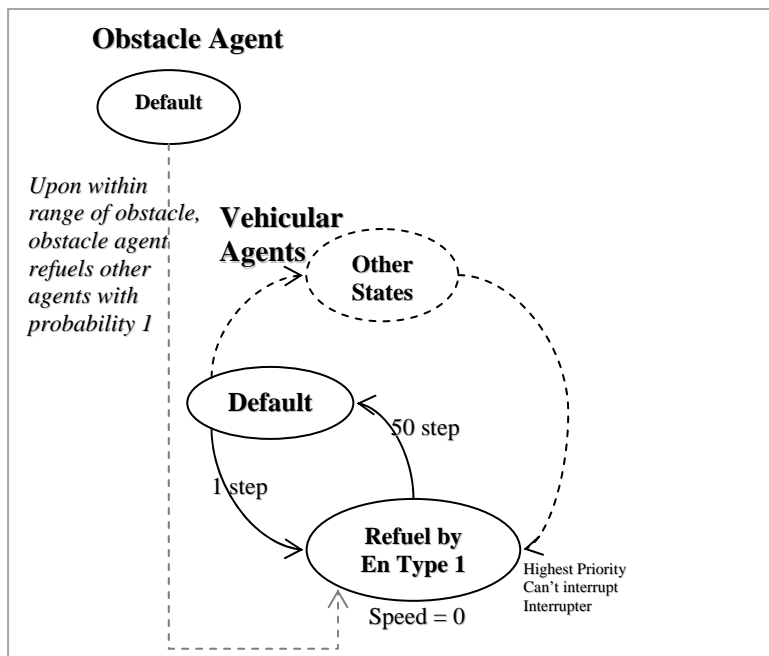 Obstacle Agent
Default
Upon within
range of obstacle,
obstacle agent
refuels other
agents with
probability 1
Vehicular
Agents
Other
States
Default
50 step
1 step
Refuel by
En Type 1
Highest Priority
Can't interrupt
Interrupter
Speed = 0